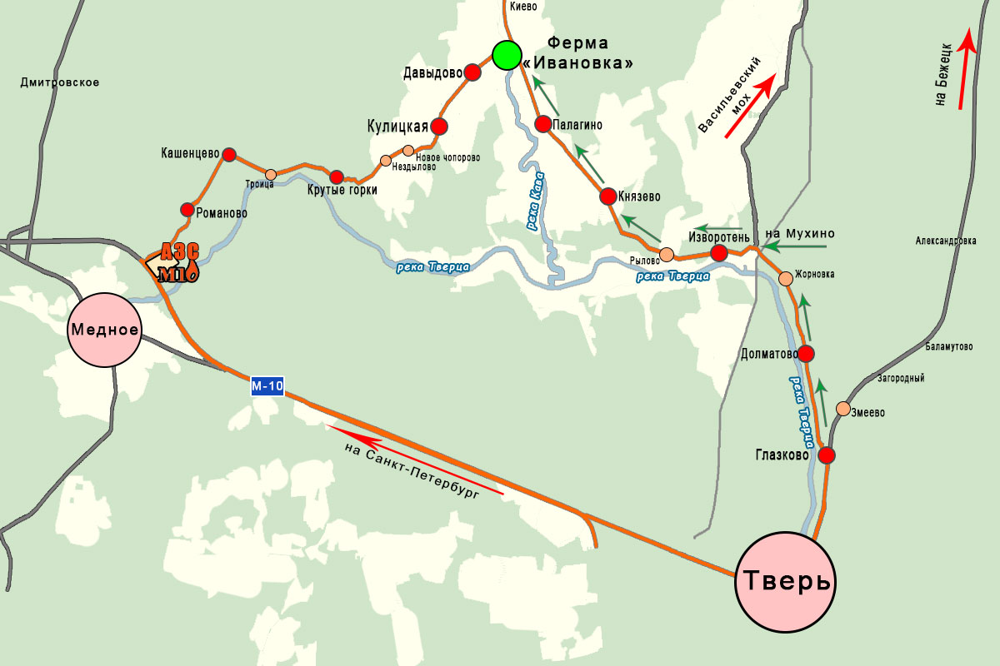 Киево
Ферма
«Ивановка»
на Бежецк
Давыдово
Васильевский
мох
Дмитровское
Кулицкая
Палагино
Кашенцево
Новое чопорово
Нездылово
Троица
Крутые горки
река Кава
Князево
Романово
Изворотень
на Мухино
Александровка
АЗС
М10
Рылово
река Тверца
река Тверца
Жорновка
Медное
Долматово
Баламутово
Загородный
М-10
река Тверца
Змеево
на Санкт-Петербург
Глазково
Тверь